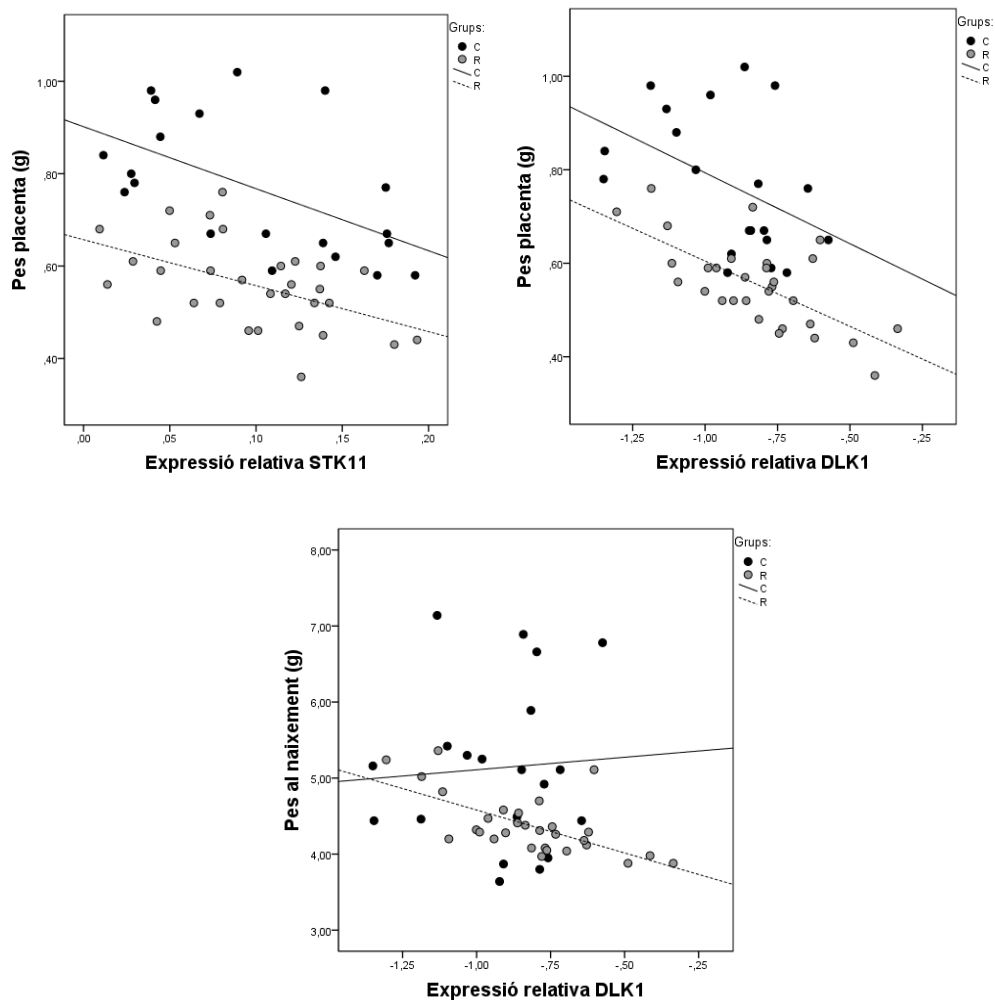 Grups:
C
R
C
R
Pes placenta (g)
1,00
,80
,60
,40
,00
,05
,10
,15
,20
Expressió relativa STK11
Grups:
C
R
C
R
Pes placenta (g)
1,00
,80
,60
,40
-1,25
-1,00
-,75
-,50
-,25
Expressió relativa DLK1
Grups:
C
R
C
R
Pes al naixement (g)
8,00
7,00
6,00
5,00
4,00
3,00
-1,25
-1,00
-,75
-,50
-,25
Expressió relativa DLK1